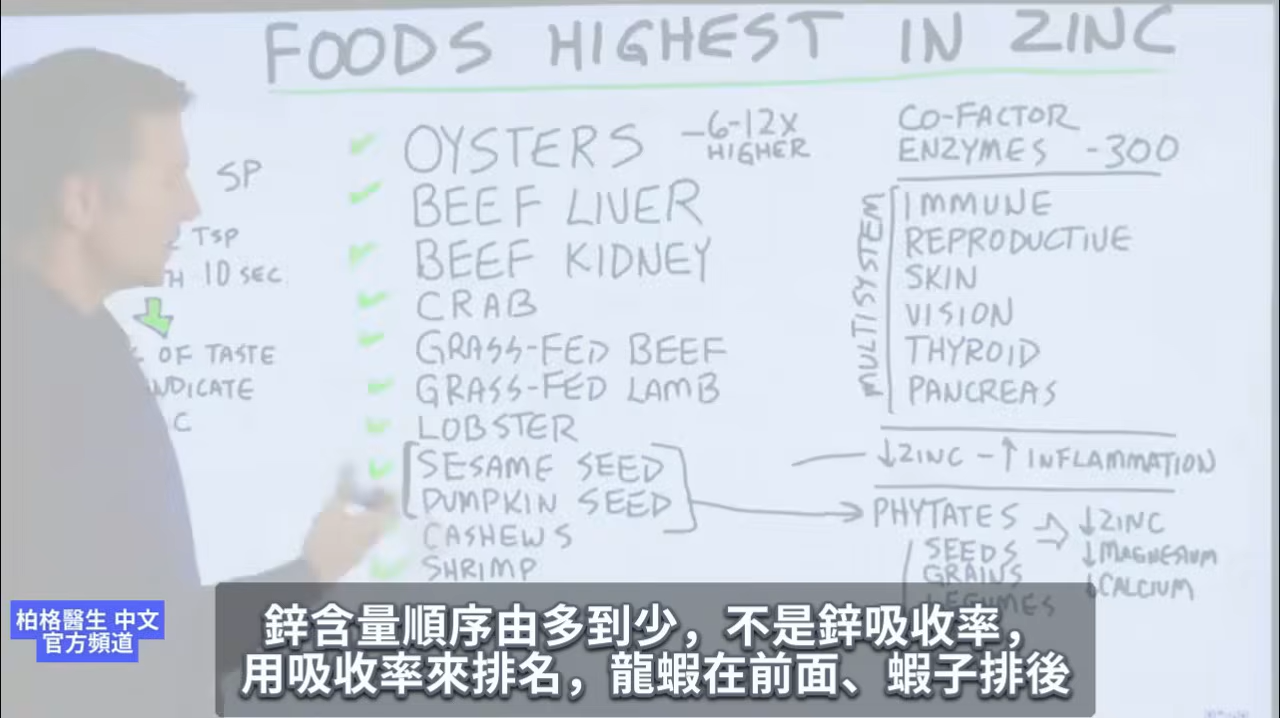 FOODS HIGHEST IN ZINC
SP
TSP
H 10 SEC
OF TASTE
NDICATE
C
OYSTERS -6-12X HIGHER
BEEF LIVER
BEEF KIDNEY
CRAB
GRASS-FED BEEF
GRASS-FED LAMB
LOBSTER
SESAME SEED
PUMPKIN SEED
CASHEWS
SHRIMP
CO-FACTOR
ENZYMES -300
MULTISYSTEM
IMMUNE
REPRODUCTIVE
SKIN
VISION
THYROID
PANCREAS
↓ZINC - ↑INFLAMMATION
PHYTATES ⇒ ↓ZINC
SEEDS ↓MAGNESIUM
GRAINS ↓CALCIUM
LEGUMES
柏格醫生 中文
官方頻道
鋅含量順序由多到少，不是鋅吸收率，
用吸收率來排名，龍蝦在前面、蝦子排後